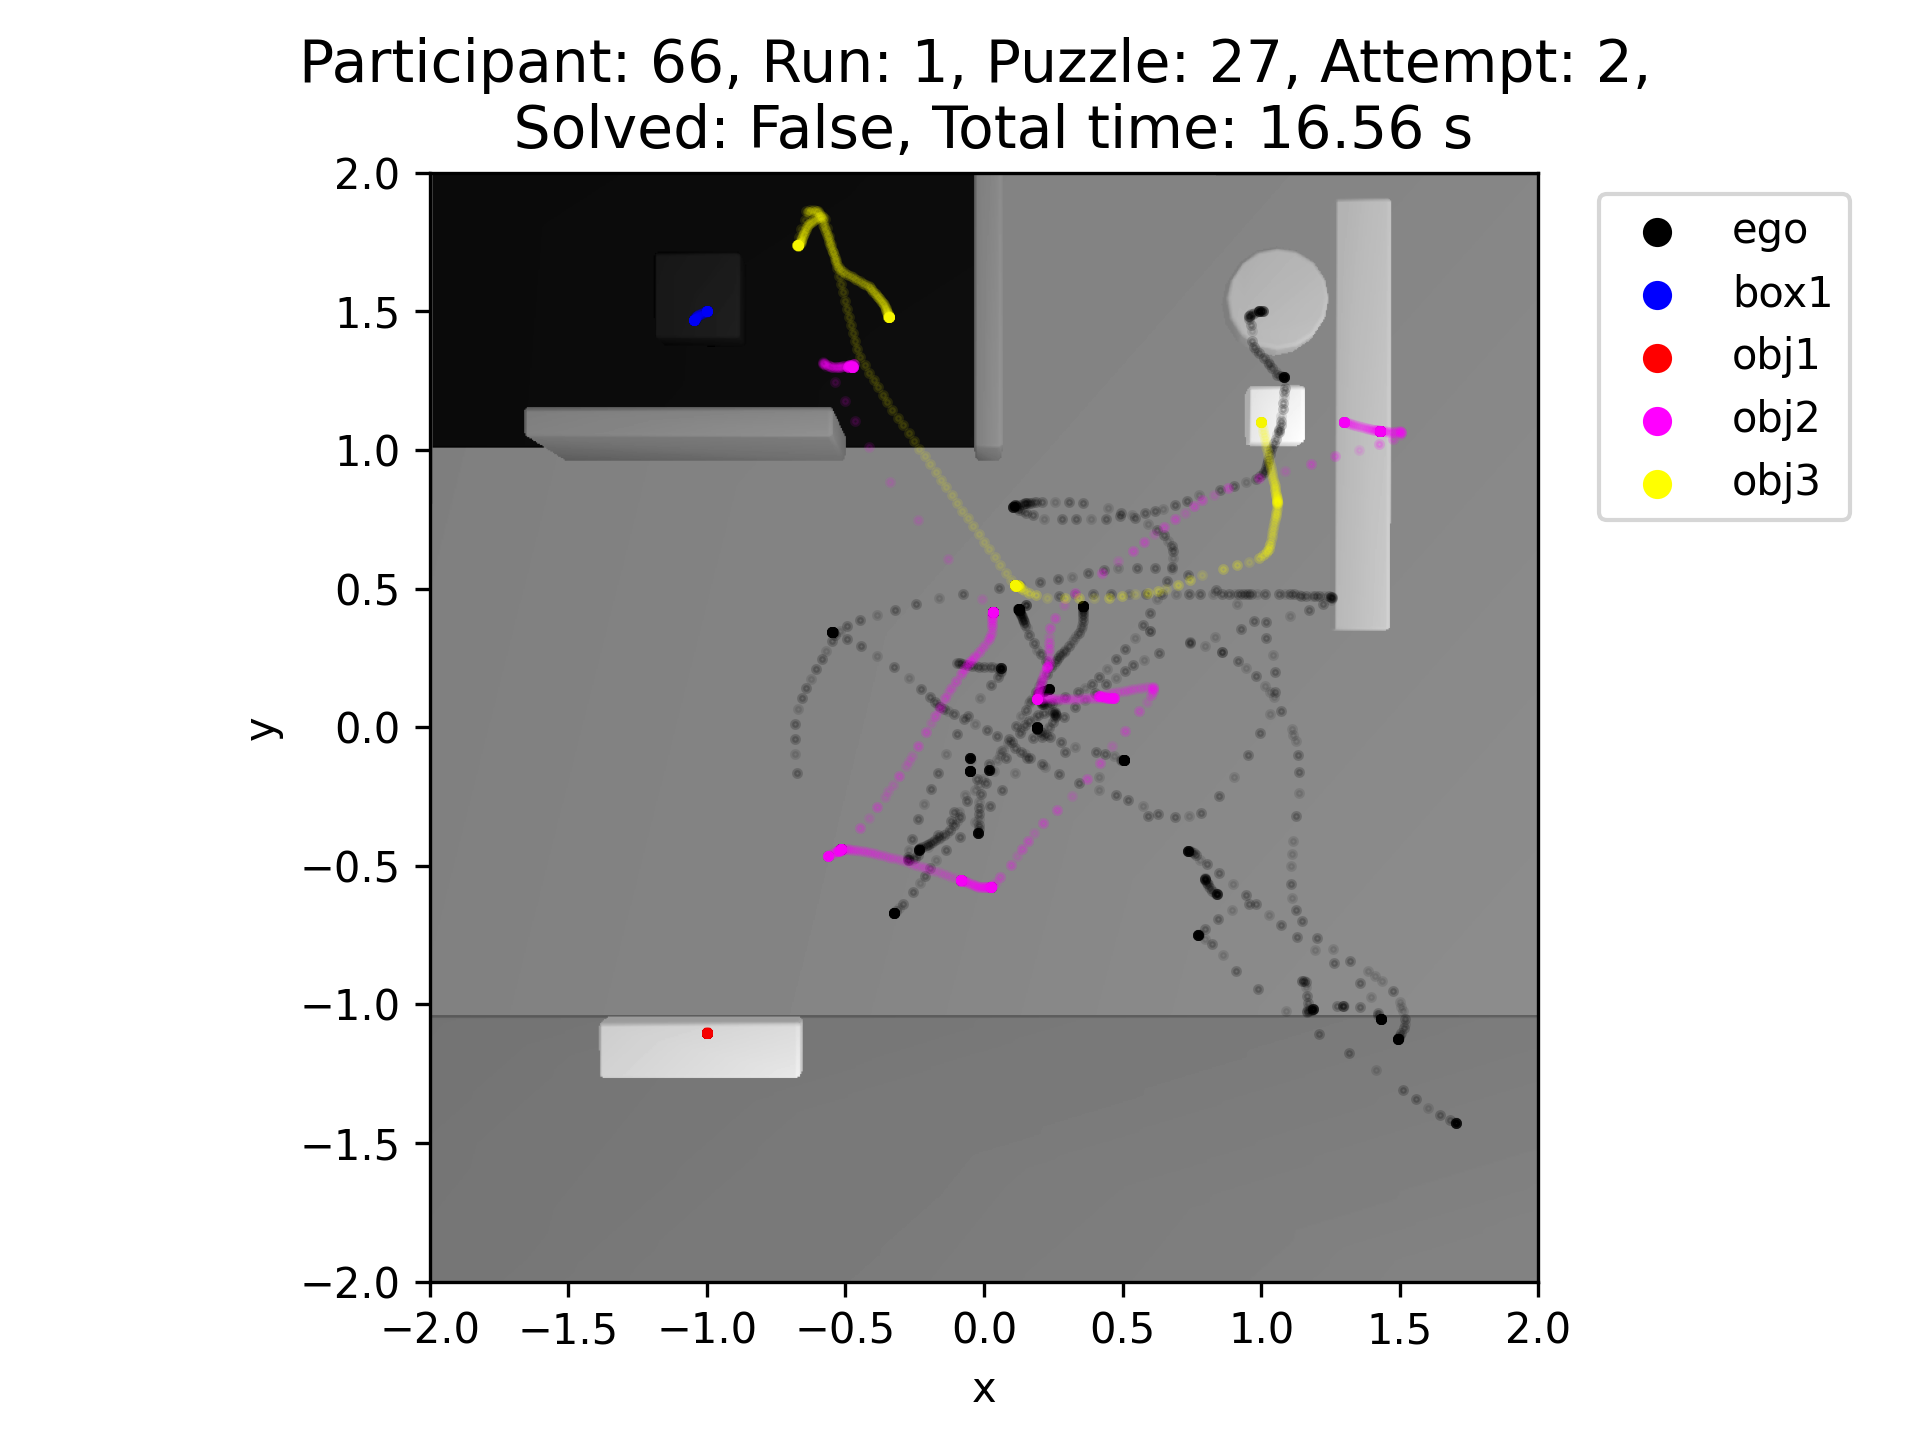 Participant: 66, Run: 1, Puzzle: 27, Attempt: 2,
Solved: False, Total time: 16.56 s
2.0
1.5
1.0
0.5
0.0
−0.5
−1.0
−1.5
−2.0
y
−2.0 −1.5 −1.0 −0.5 0.0 0.5 1.0 1.5 2.0
x
ego
box1
obj1
obj2
obj3